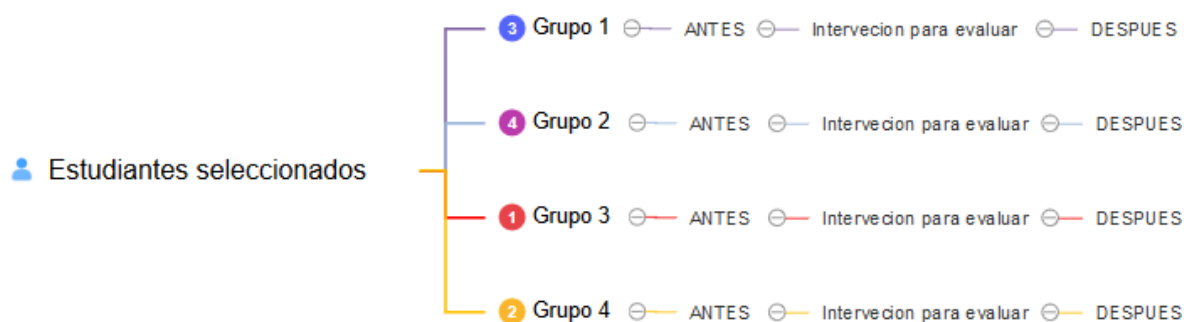 3 Grupo 1 ANTES Intervecion para evaluar DESPUES
4 Grupo 2 ANTES Intervecion para evaluar DESPUES
Estudiantes seleccionados
1 Grupo 3 ANTES Intervecion para evaluar DESPUES
2 Grupo 4 ANTES Intervecion para evaluar DESPUES